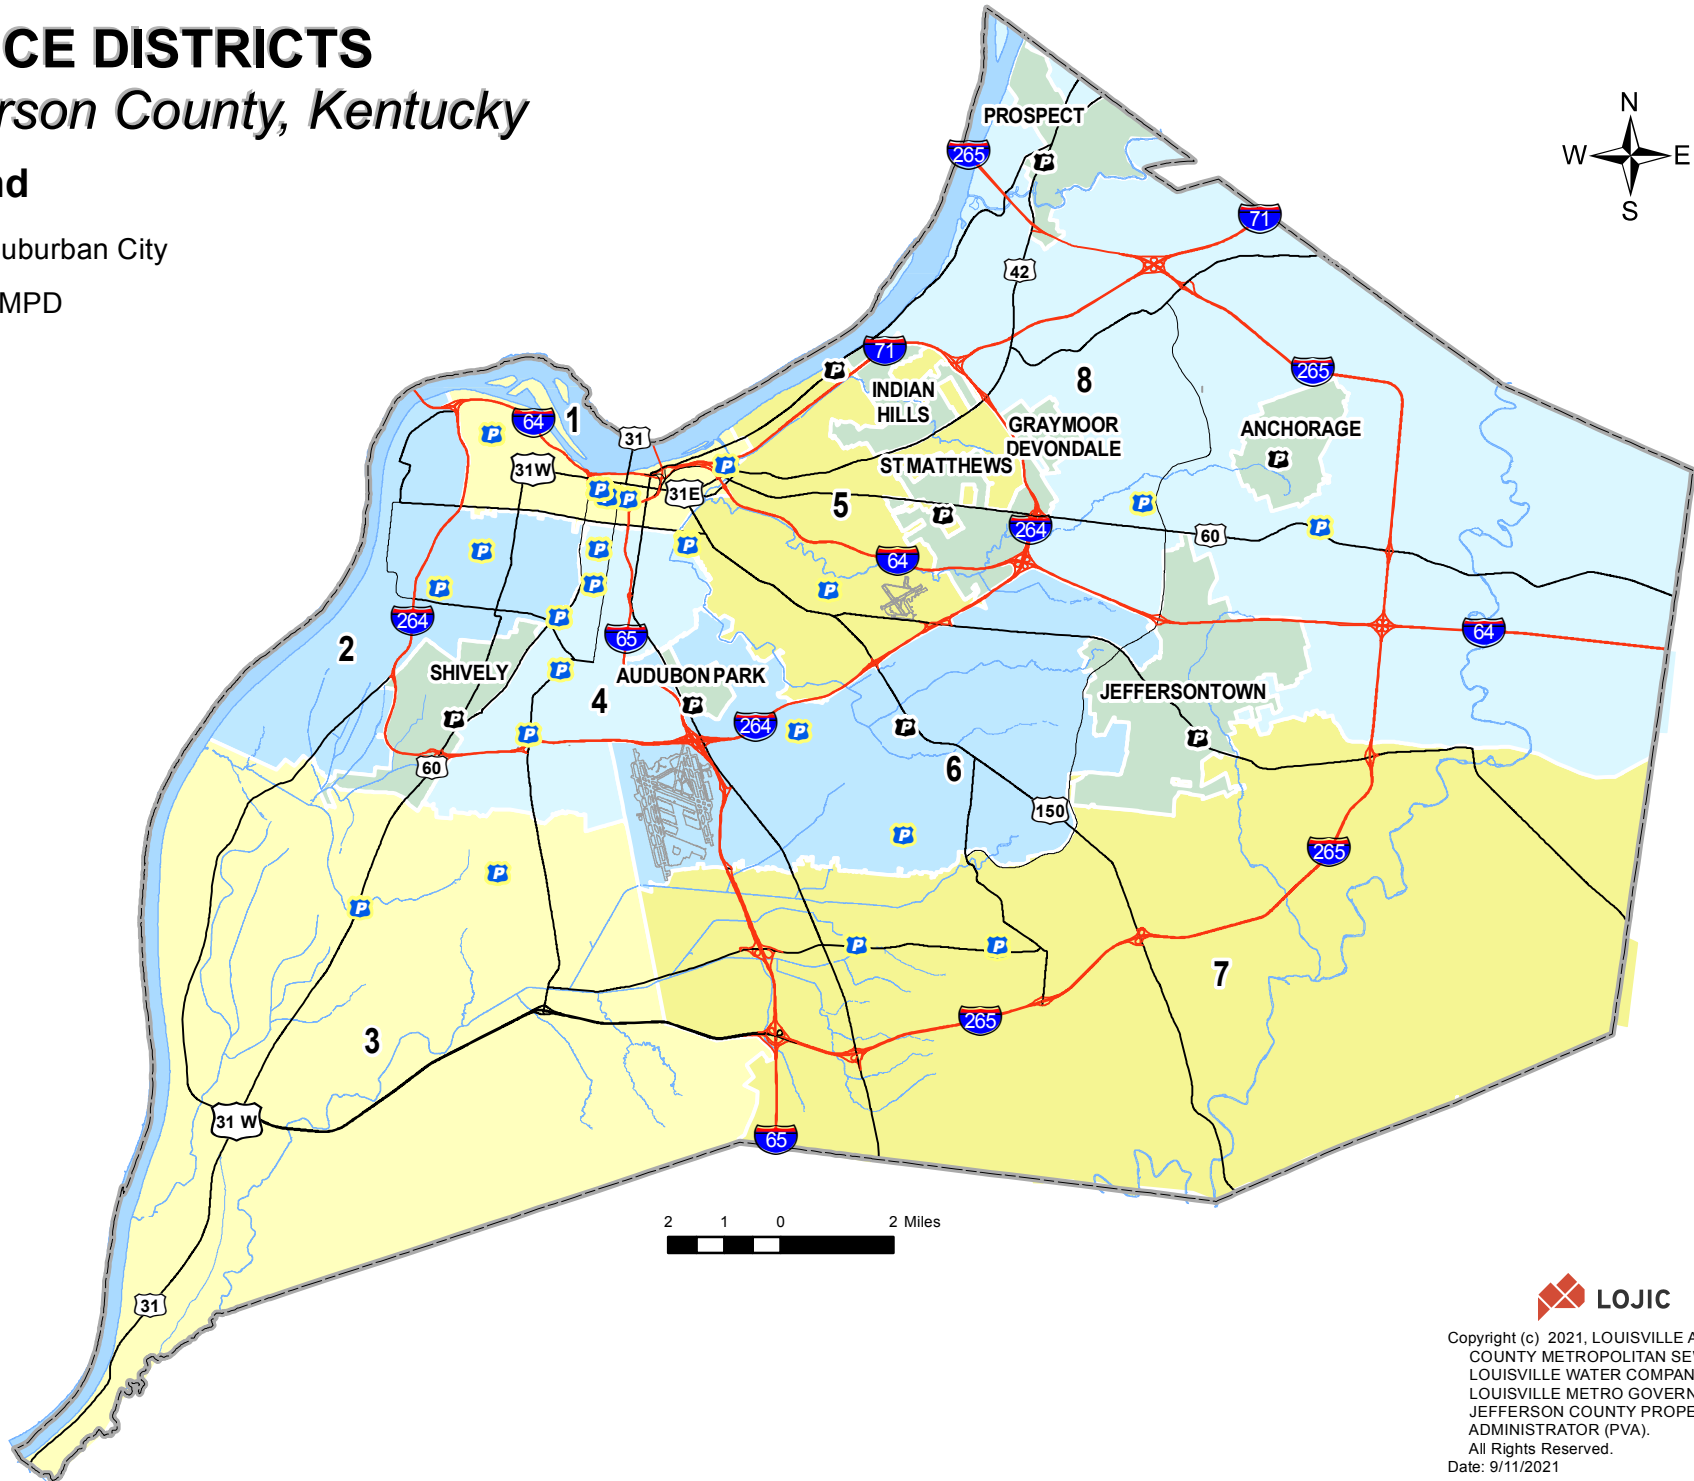 CE DISTRICTS
rson County, Kentucky
nd
uburban City
MPD
N
W E
S
PROSPECT
265
71
42
71
265
8
INDIAN
HILLS
1
64
31
GRAYMOOR
DEVONDALE
ANCHORAGE
31W
ST MATTHEWS
31E
5
264
60
64
264
65
64
2
SHIVELY
AUDUBON PARK
4
JEFFERSONTOWN
264
60
6
150
265
7
265
3
31 W
65
2 1 0 2 Miles
31
LOJIC
Copyright (c) 2021, LOUISVILLE A
COUNTY METROPOLITAN SE
LOUISVILLE WATER COMPAN
LOUISVILLE METRO GOVERN
JEFFERSON COUNTY PROPE
ADMINISTRATOR (PVA).
All Rights Reserved.
Date: 9/11/2021